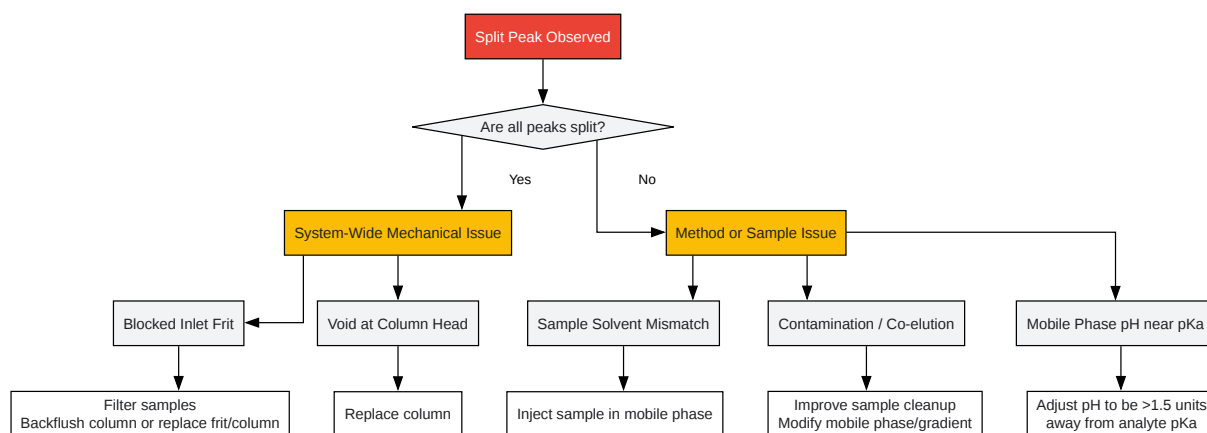 Split Peak Observed
Are all peaks split?
Yes
No
System-Wide Mechanical Issue
Method or Sample Issue
Blocked Inlet Frit
Void at Column Head
Sample Solvent Mismatch
Contamination / Co-elution
Mobile Phase pH near pKa
Filter samples
Backflush column or replace frit/column
Replace column
Inject sample in mobile phase
Improve sample cleanup
Modify mobile phase/gradient
Adjust pH to be >1.5 units
away from analyte pKa